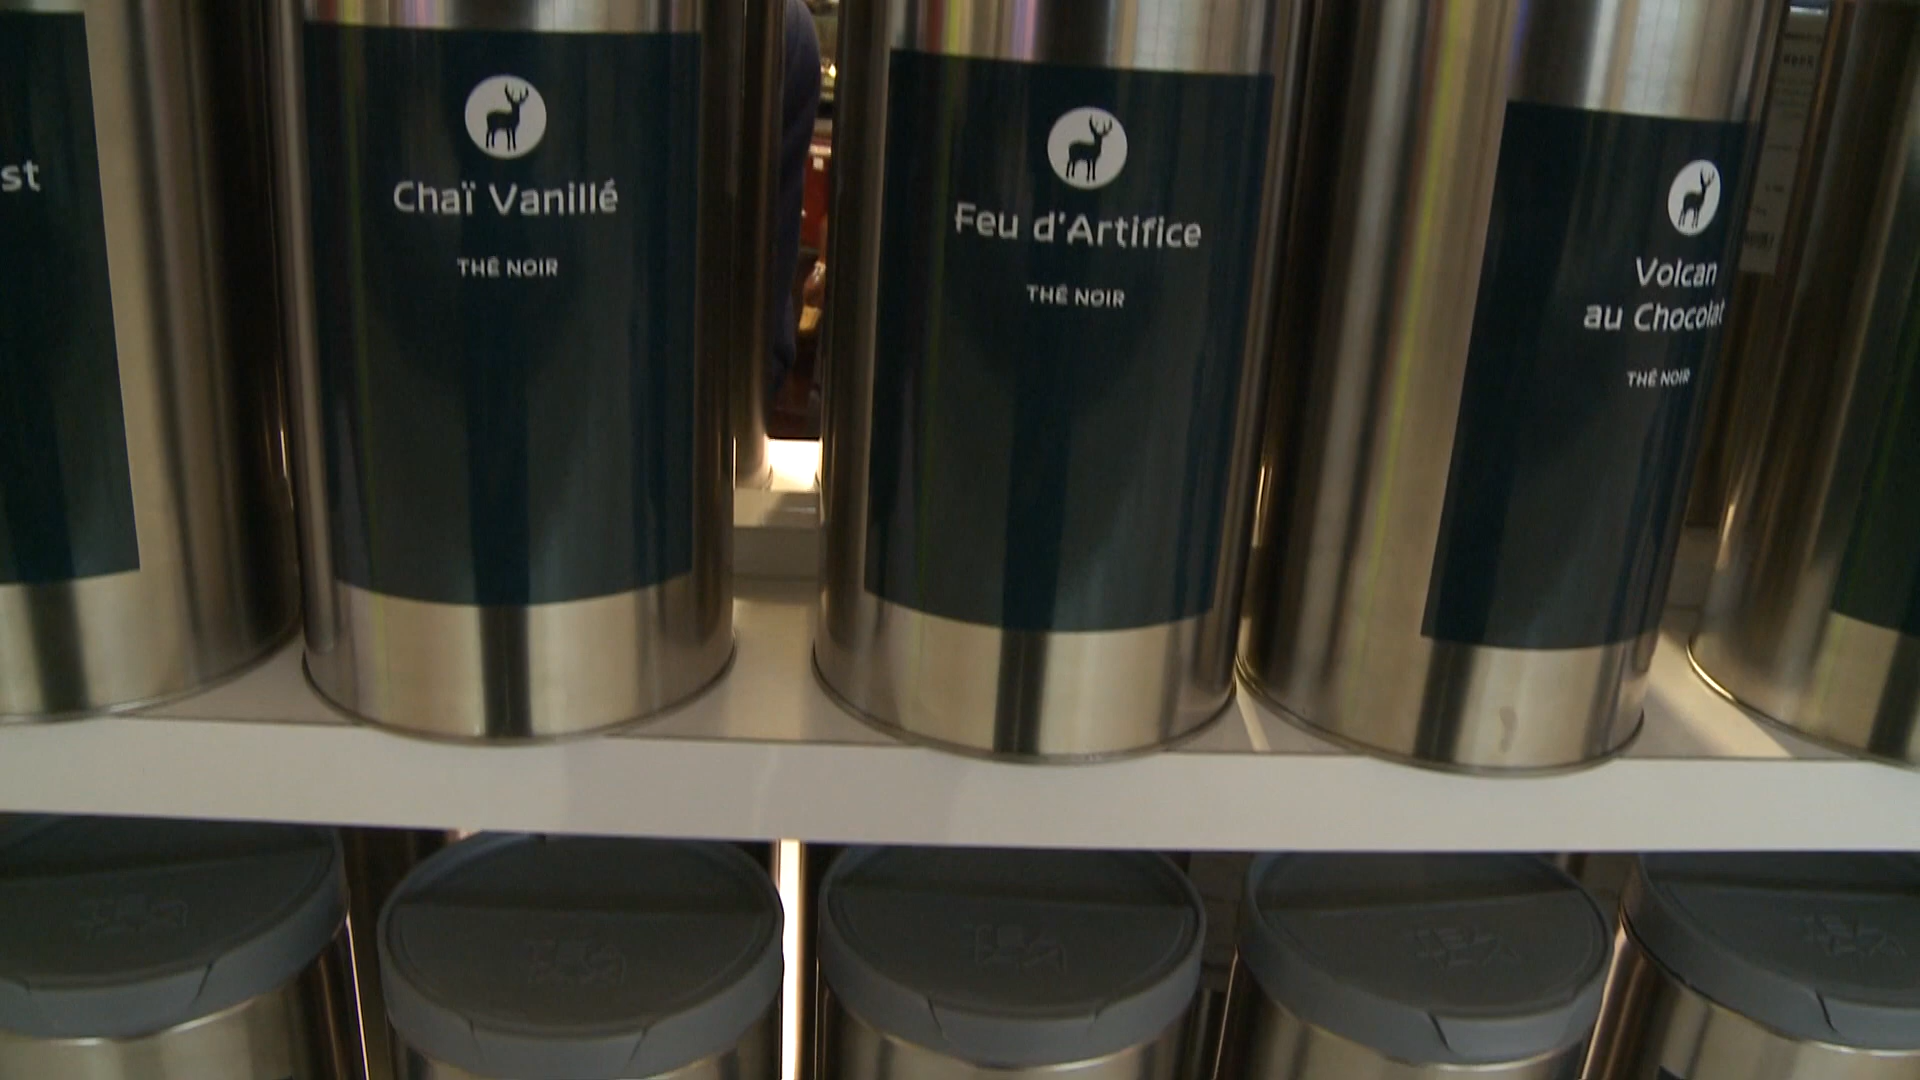 st
Chaï Vanillé
THÉ NOIR
Feu d'Artifice
THÉ NOIR
Volcan
au Chocolat
THÉ NOIR